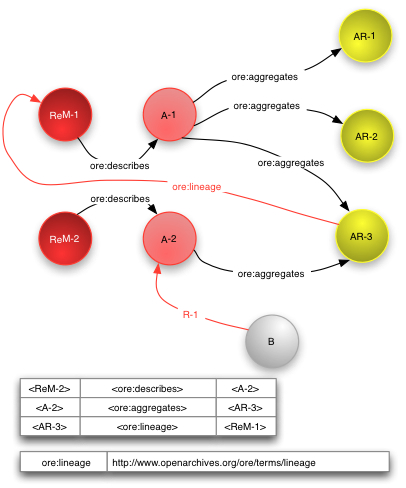 AR-1
ore:aggregates
ReM-1
A-1
ore:aggregates
AR-2
ore:describes
ore:aggregates
ore:lineage
ore:describes
ReM-2
A-2
AR-3
ore:aggregates
R-1
B
<ReM-2> <ore:describes> <A-2>
<A-2> <ore:aggregates> <AR-3>
<AR-3> <ore:lineage> <ReM-1>
ore:lineage http://www.openarchives.org/ore/terms/lineage